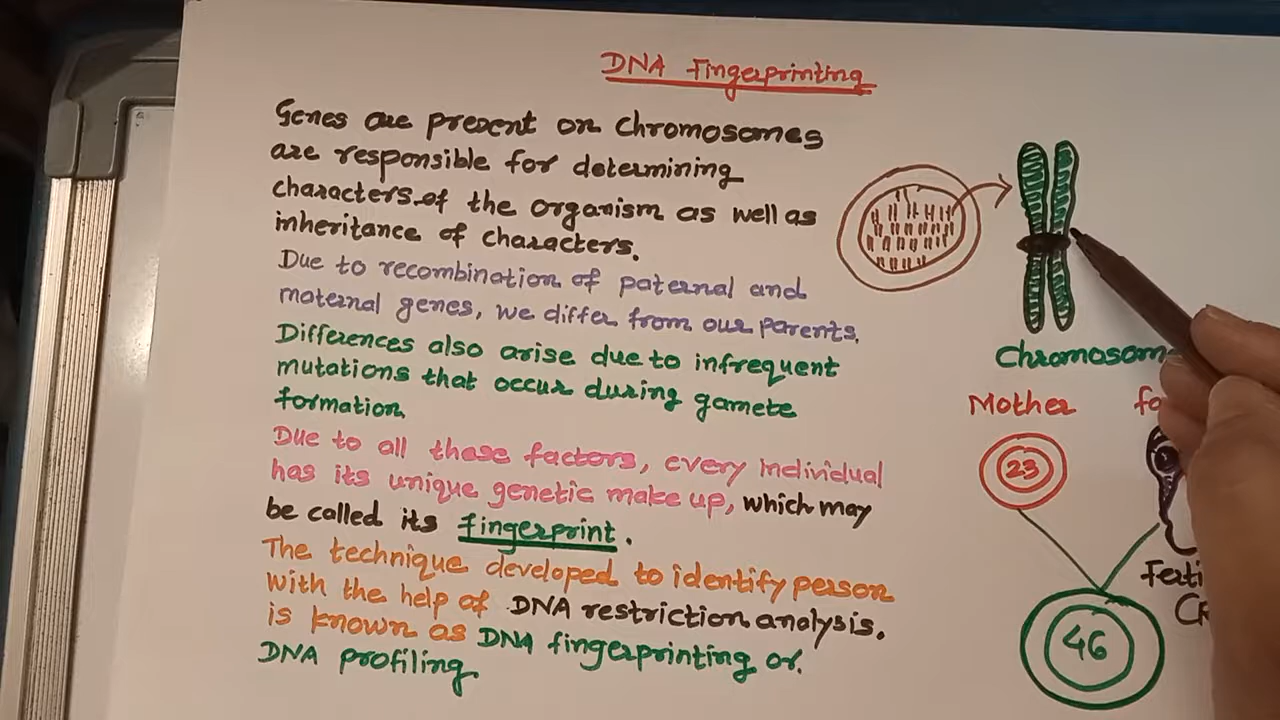 DNA Fingerprinting
Genes are present on chromosomes
are responsible for determining
characters of the organism as well as
inheritance of characters.
Due to recombination of paternal and
maternal genes, we differ from our parents.
Differences also arise due to infrequent
mutations that occur during gamete
formation.
Due to all these factors, every individual
has its unique genetic make up, which may
be called its fingerprint.
The technique developed to identify person
with the help of DNA restriction analysis.
is known as DNA fingerprinting or.
DNA profiling
Mother
23
46